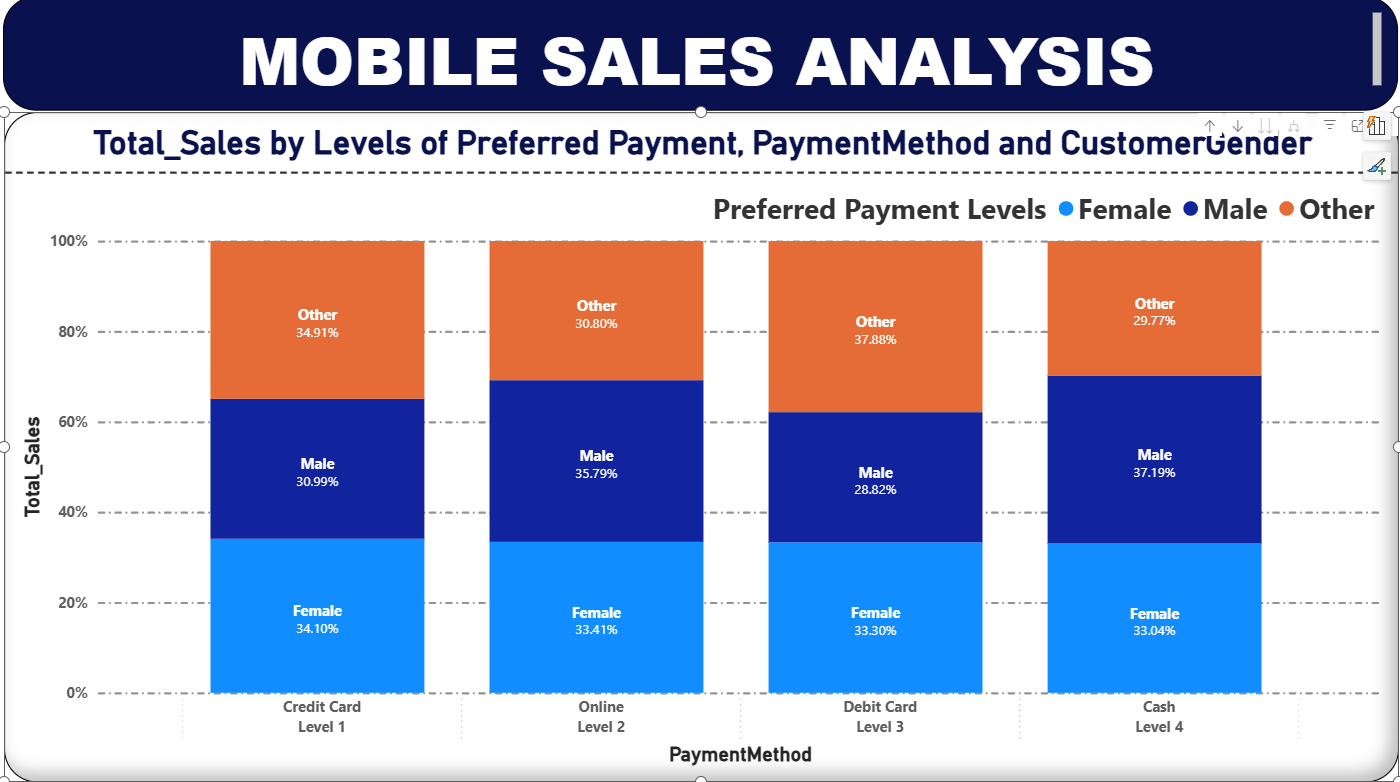 MOBILE SALES ANALYSIS
Total_Sales by Levels of Preferred Payment, PaymentMethod and CustomerGender
Preferred Payment Levels Female Male Other
100%
80%
60%
40%
20%
0%
Total_Sales
Other
34.91%
Male
30.99%
Female
34.10%
Other
30.80%
Male
35.79%
Female
33.41%
Other
37.88%
Male
28.82%
Female
33.30%
Other
29.77%
Male
37.19%
Female
33.04%
Credit Card
Level 1
Online
Level 2
Debit Card
Level 3
Cash
Level 4
PaymentMethod